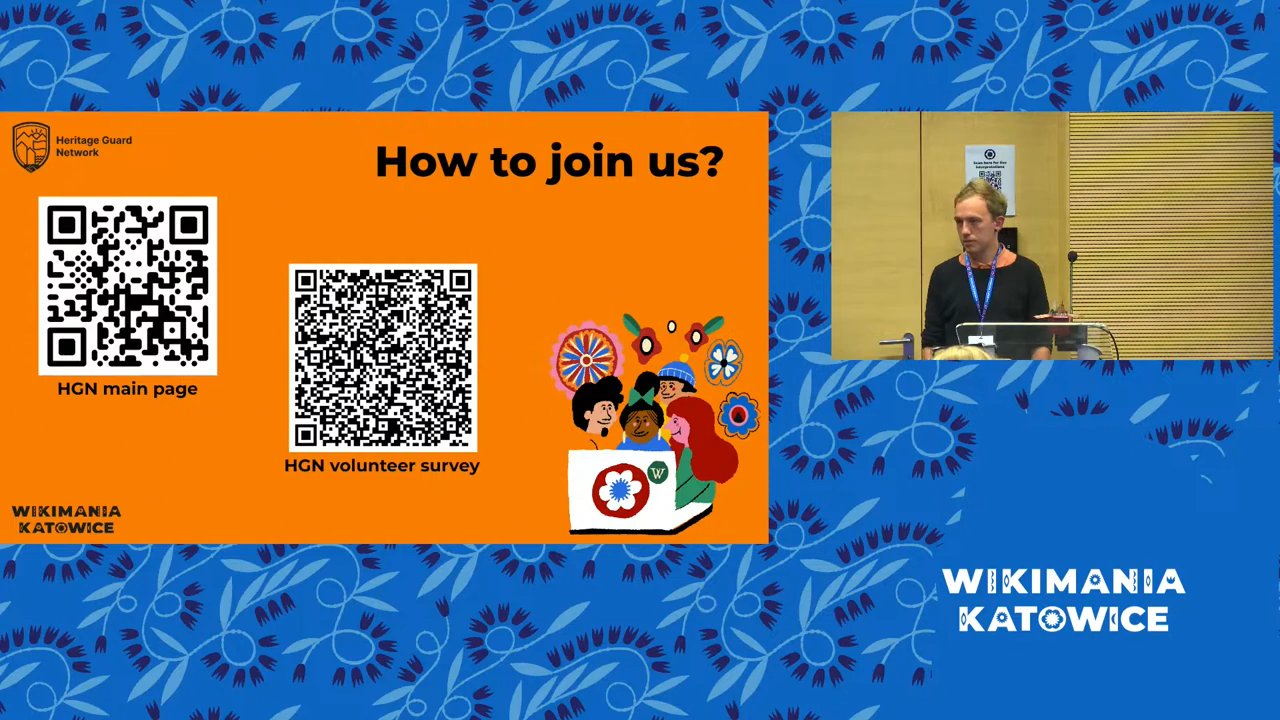 Heritage Guard
Network
How to join us?
HGN main page
HGN volunteer survey
W
WIKIMANIA
KATOWICE
WIKIMANIA
KATOWICE